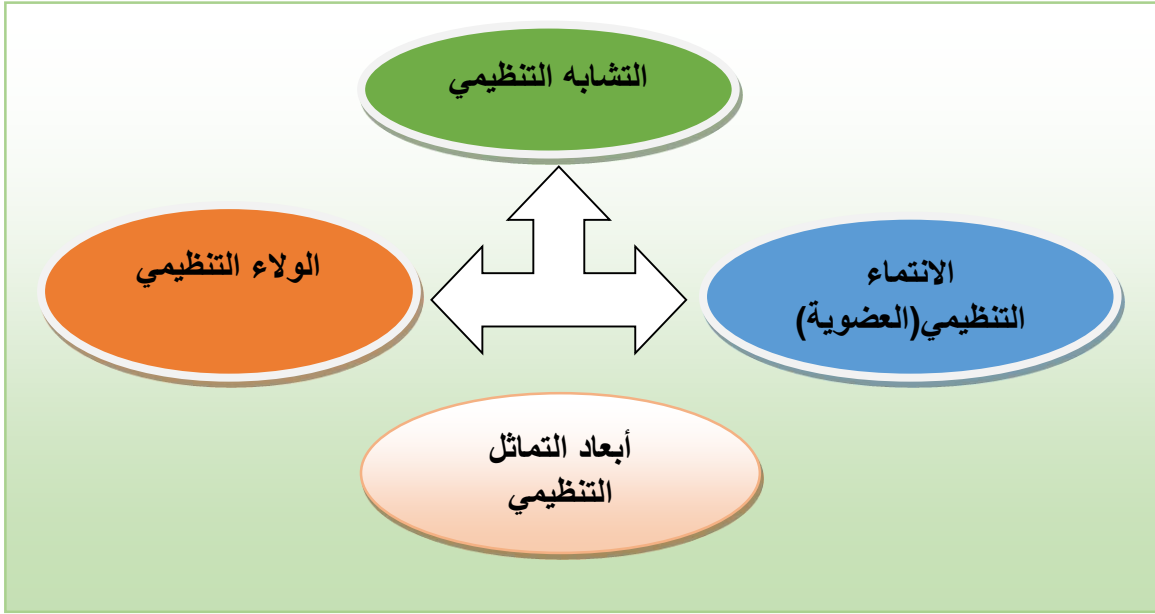 التشابه التنظيمي
الانتماء
التنظيمي(العضوية)
الولاء التنظيمي
أبعاد التماثل
التنظيمي